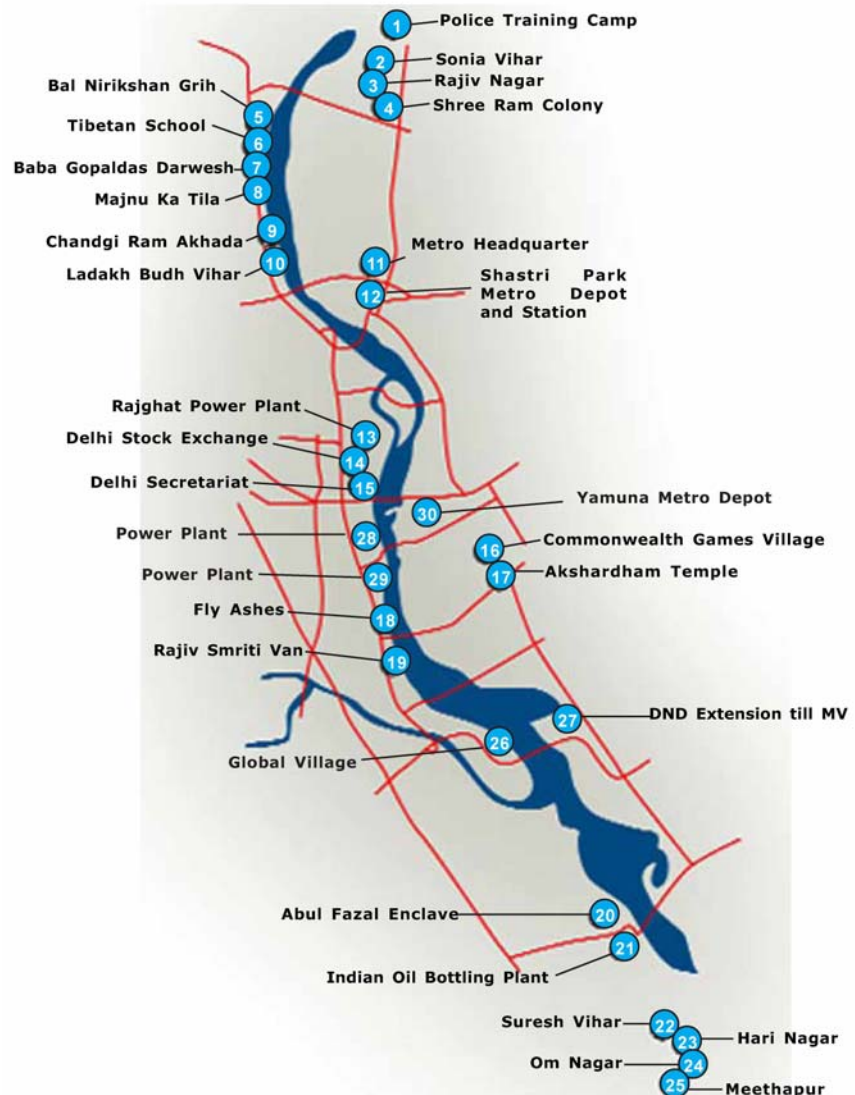 1 Police Training Camp
2 Sonia Vihar
3 Rajiv Nagar
4 Shree Ram Colony
Bal Nirikshan Grih 5
Tibetan School 6
Baba Gopaldas Darwesh 7
Majnu Ka Tila 8
Chandgi Ram Akhada 9
Ladakh Budh Vihar 10
11 Metro Headquarter
12 Shastri Park
Metro Depot
and Station
Rajghat Power Plant 13
Delhi Stock Exchange 14
Delhi Secretariat 15
30 Yamuna Metro Depot
Power Plant 28
16 Commonwealth Games Village
17 Akshardham Temple
Power Plant 29
Fly Ashes 18
Rajiv Smriti Van 19
27 DND Extension till MV
Global Village 26
Abul Fazal Enclave 20
Indian Oil Bottling Plant 21
Suresh Vihar 22
23 Hari Nagar
Om Nagar 24
25 Meethapur